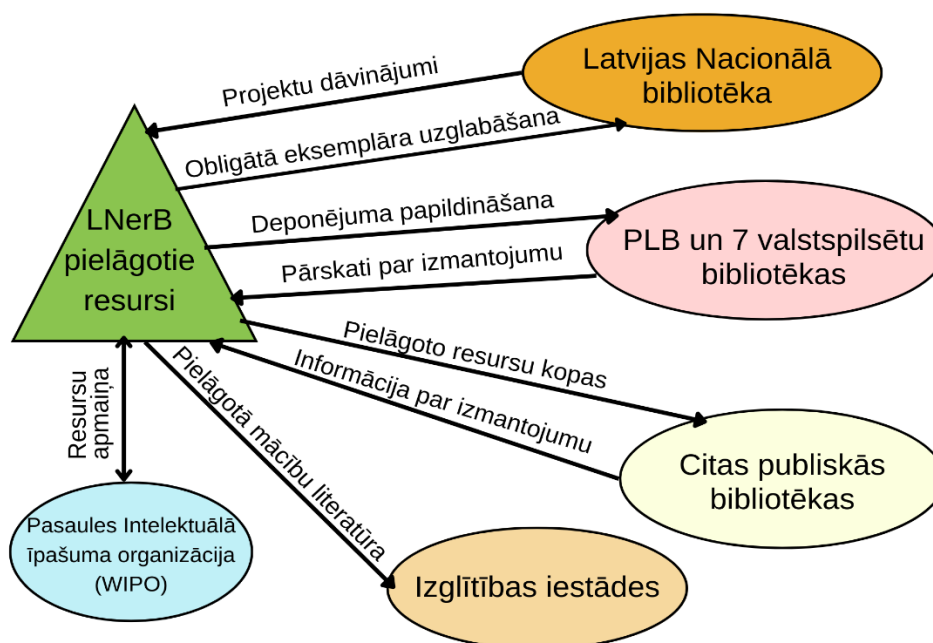 Latvijas Nacionālā
bibliotēka
Projektu dāvinājumi
Obligātā eksemplāra uzglabāšana
LNerB
pielāgotie
resursi
Deponējuma papildināšana
Pārskati par izmantojumu
PLB un 7 valstspilsētu
bibliotēkas
Pielāgoto resursu kopas
Informācija par izmantojumu
Citas publiskās
bibliotēkas
Resursu
apmaiņa
Pielāgotā mācību literatūra
Pasaules Intelektuālā
īpašuma organizācija
(WIPO)
Izglītības iestādes